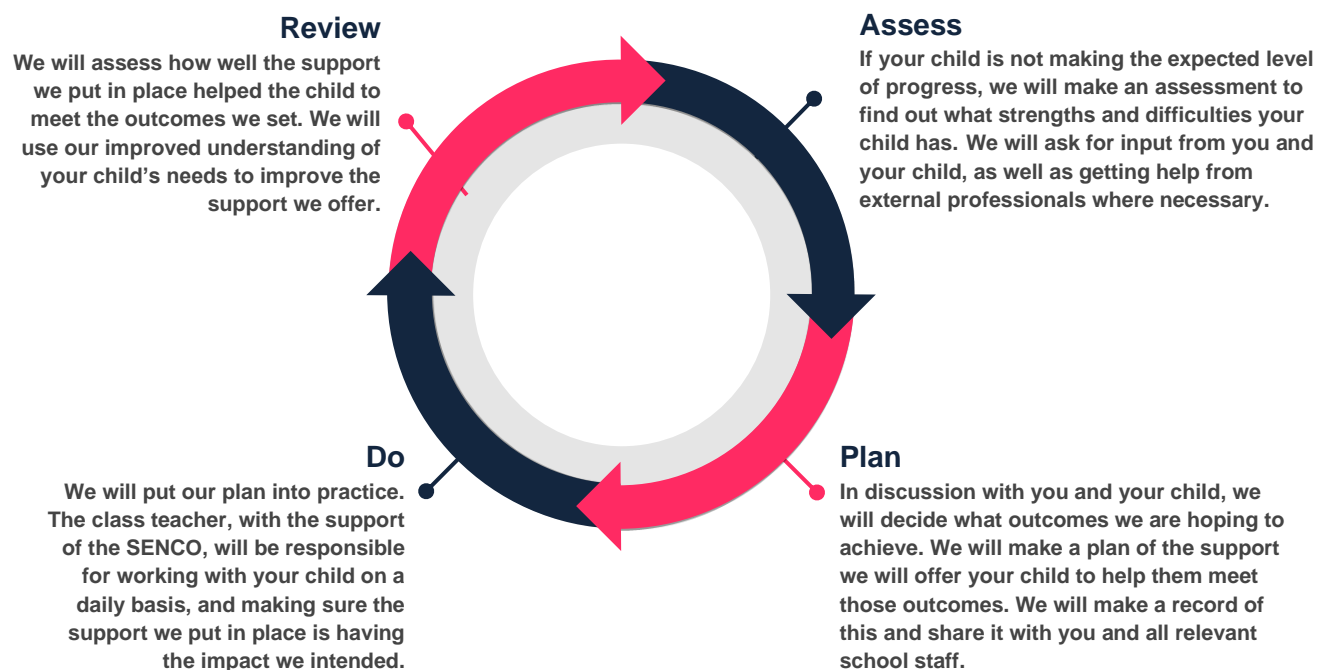 Review
We will assess how well the support
we put in place helped the child to
meet the outcomes we set. We will
use our improved understanding of
your child’s needs to improve the
support we offer.
Assess
If your child is not making the expected level
of progress, we will make an assessment to
find out what strengths and difficulties your
child has. We will ask for input from you and
your child, as well as getting help from
external professionals where necessary.
Do
We will put our plan into practice.
The class teacher, with the support
of the SENCO, will be responsible
for working with your child on a
daily basis, and making sure the
support we put in place is having
the impact we intended.
Plan
In discussion with you and your child, we
will decide what outcomes we are hoping to
achieve. We will make a plan of the support
we will offer your child to help them meet
those outcomes. We will make a record of
this and share it with you and all relevant
school staff.